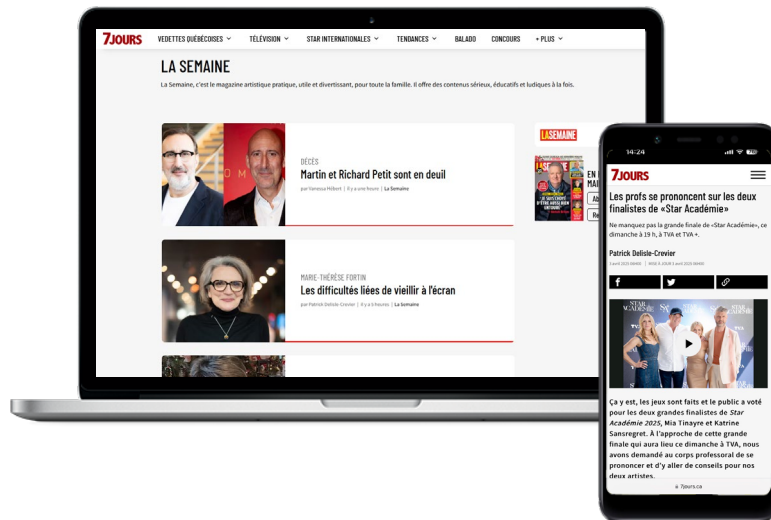 7JOURS VEDETTES QUÉBÉCOISES TÉLÉVISION STAR INTERNATIONALES TENDANCES BALADO CONCOURS + PLUS
LA SEMAINE
La Semaine, c'est le magazine artistique pratique, utile et divertissant, pour toute la famille. Il offre des contenus sérieux, éducatifs et ludiques à la fois.
DÉCÈS
Martin et Richard Petit sont en deuil
par Vanessa Hébert | il y a une heure | La Semaine
MARIE-THÉRÈSE FORTIN
Les difficultés liées de vieillir à l'écran
par Patrick Delisle-Crevier | il y a 5 heures | La Semaine
LASEMAINE
EN
MA
Ab
Re
14:24
7JOURS
Les profs se prononcent sur les deux
finalistes de «Star Académie»
Ne manquez pas la grande finale de «Star Académie», ce
dimanche à 19 h, à TVA et TVA +.
Patrick Delisle-Crevier
STAR
ACADÉMIE
Ça y est, les jeux sont faits et le public a voté
pour les deux grandes finalistes de Star
Académie 2025, Mia Tinayre et Katrine
Sansregret. À l'approche de cette grande
finale qui aura lieu ce dimanche à TVA, nous
avons demandé au corps professoral de se
prononcer et d'y aller de conseils pour nos
deux artistes.
7jours.ca